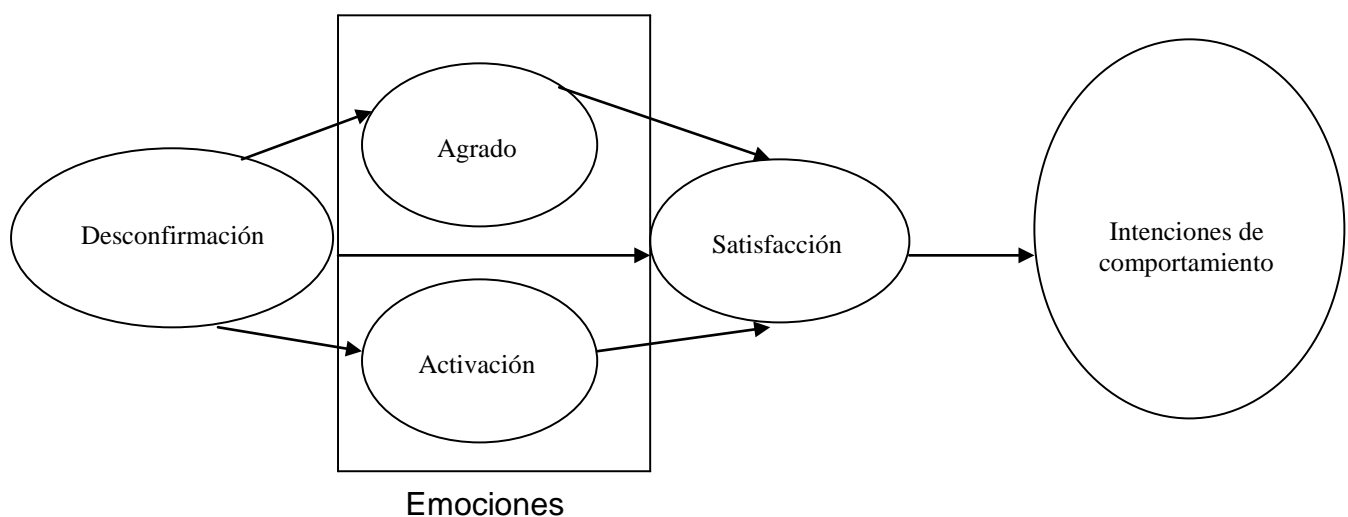 Desconfirmación
Agrado
Activación
Satisfacción
Intenciones de
comportamiento
Emociones